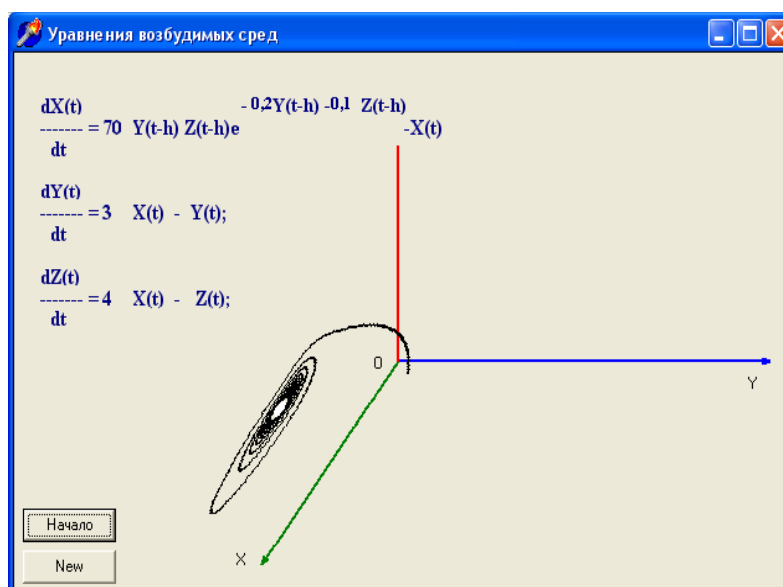 Уравнения возбудимых сред
- 0,2Y(t-h) -0,1 Z(t-h)
dX(t)
------- = 70 Y(t-h) Z(t-h)e -X(t)
dt
dY(t)
------- = 3 X(t) - Y(t);
dt
dZ(t)
------- = 4 X(t) - Z(t);
dt
0
Y
X
Начало
New